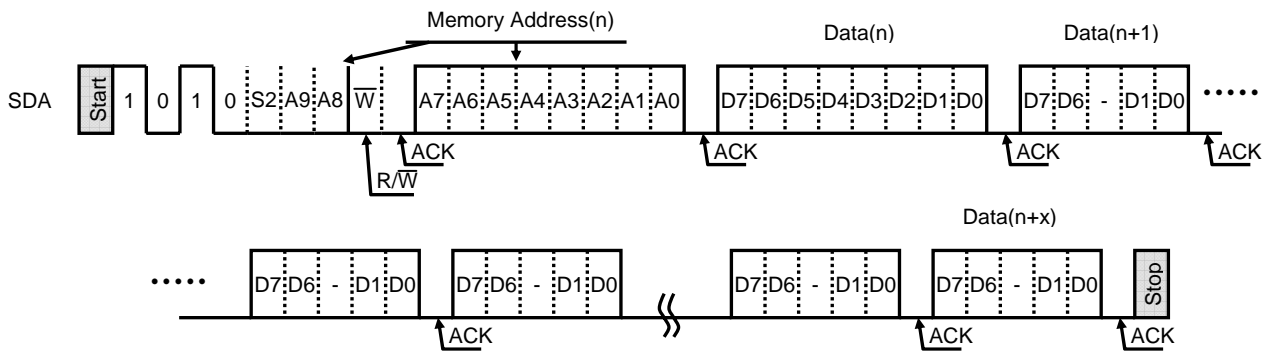 Memory Address(n)
Data(n) Data(n+1)
SDA Start 1 0 1 0 S2 A9 A8 W̅ A7 A6 A5 A4 A3 A2 A1 A0 D7 D6 D5 D4 D3 D2 D1 D0 D7 D6 - D1 D0 •••••
ACK ACK ACK ACK
R/W̅
Data(n+x)
••••• D7 D6 - D1 D0 D7 D6 - D1 D0 D7 D6 - D1 D0 D7 D6 - D1 D0 Stop
ACK ACK ACK